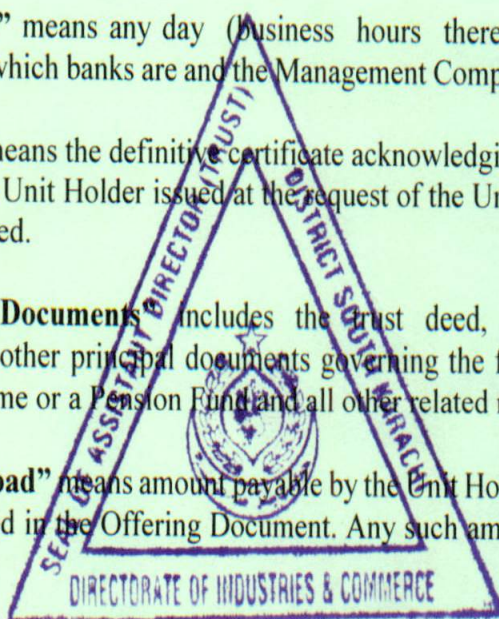 ” means any day (business hours there
which banks are and the Management Comp
means the definitive certificate acknowledgi
Unit Holder issued at the request of the Un
ed.
Documents” includes the trust deed,
other principal documents governing the f
me or a Pension Fund and all other related r
oad” means amount payable by the Unit Ho
d in the Offering Document. Any such am
SEAL OF ASSISTANT DIRECTOR (TRUST)
DISTRICT SOUTH KARACHI
DIRECTORATE OF INDUSTRIES & COMMERCE